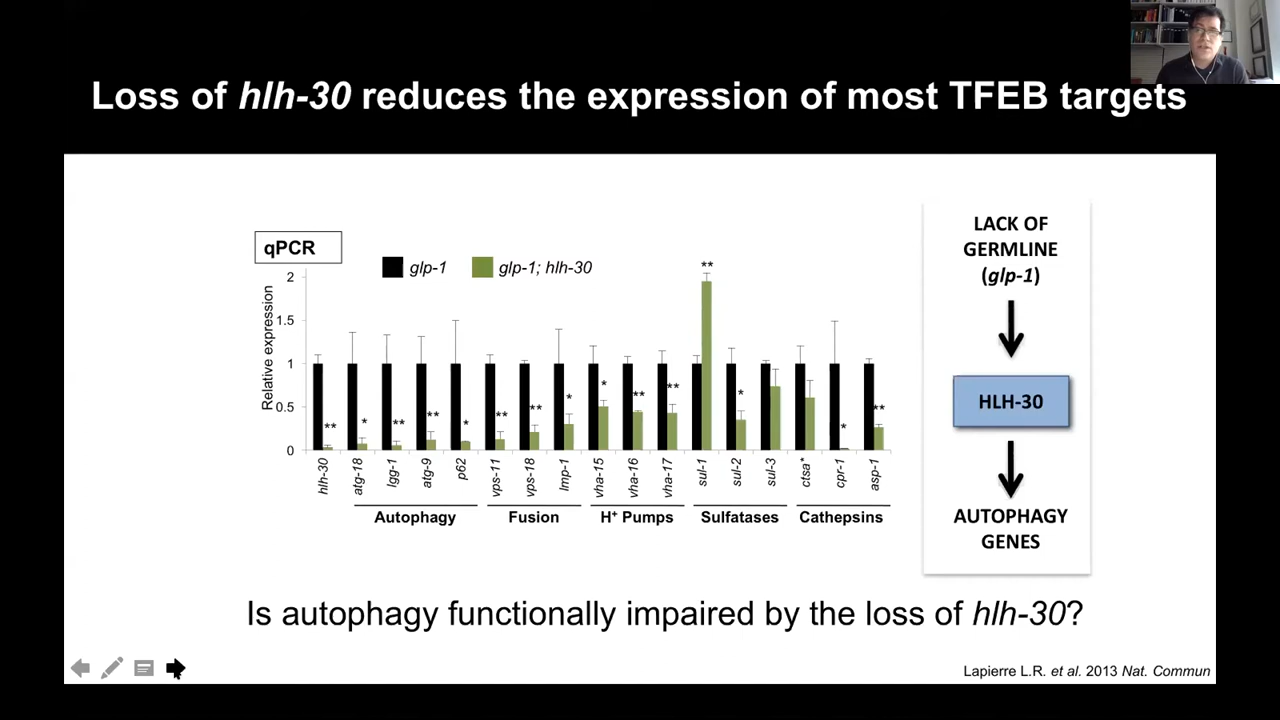 Loss of hlh-30 reduces the expression of most TFEB targets
qPCR
glp-1
glp-1; hlh-30
Relative expression
2
1.5
1
0.5
0
**
*
**
**
*
**
**
*
*
**
**
**
*
*
**
hlh-30
atg-18
lgg-1
atg-9
p62
vps-11
vps-18
lmp-1
vha-15
vha-16
vha-17
sul-1
sul-2
sul-3
ctsa*
cpr-1
asp-1
Autophagy
Fusion
H⁺ Pumps
Sulfatases
Cathepsins
LACK OF
GERMLINE
(glp-1)
HLH-30
AUTOPHAGY
GENES
Is autophagy functionally impaired by the loss of hlh-30?
Lapierre L.R. et al. 2013 Nat. Commun